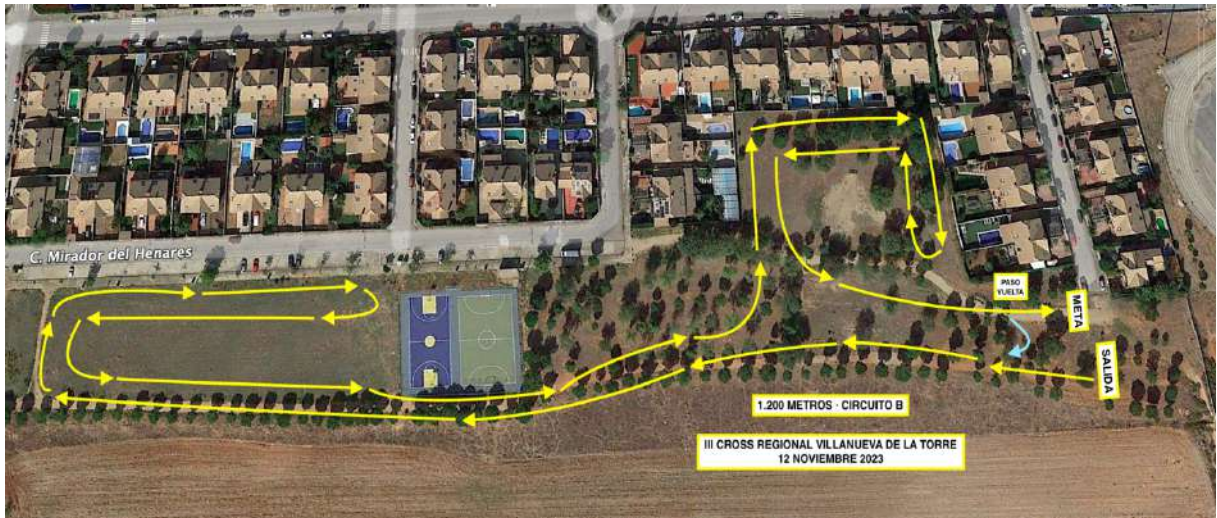 C. Mirador del Henares
PASO
VUELTA
META
SALIDA
1.200 METROS - CIRCUITO B
III CROSS REGIONAL VILLANUEVA DE LA TORRE
12 NOVIEMBRE 2023